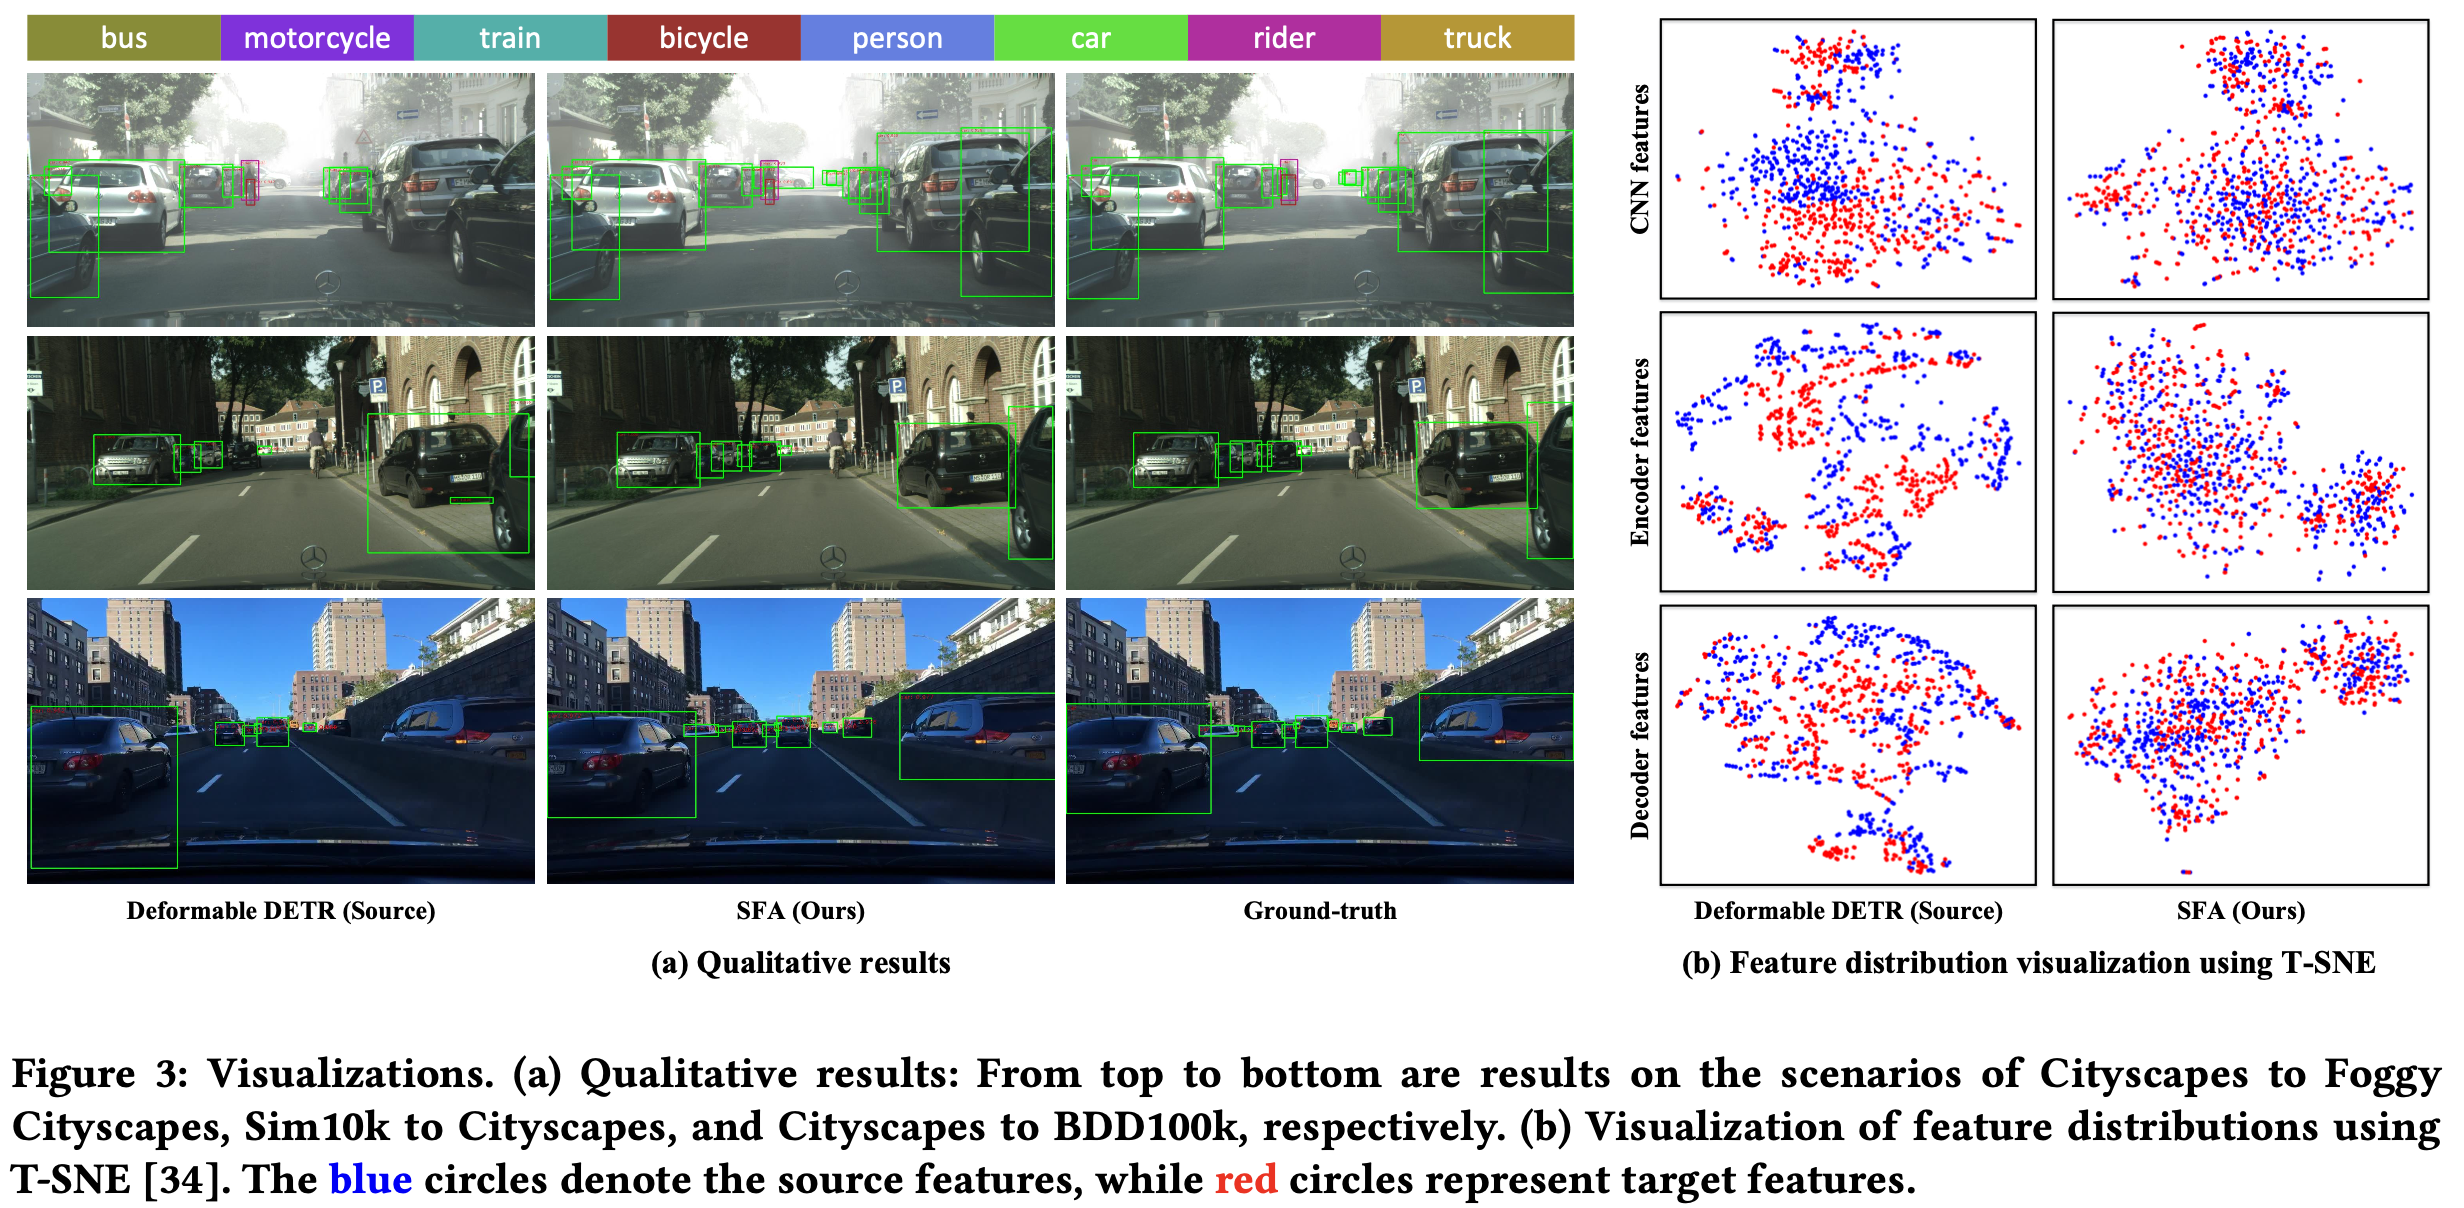 bus motorcycle train bicycle person car rider truck
P
P
P
CNN features
Encoder features
Decoder features
Deformable DETR (Source) SFA (Ours) Ground-truth
Deformable DETR (Source) SFA (Ours)
(a) Qualitative results
(b) Feature distribution visualization using T-SNE
Figure 3: Visualizations. (a) Qualitative results: From top to bottom are results on the scenarios of Cityscapes to Foggy
Cityscapes, Sim10k to Cityscapes, and Cityscapes to BDD100k, respectively. (b) Visualization of feature distributions using
T-SNE [34]. The blue circles denote the source features, while red circles represent target features.